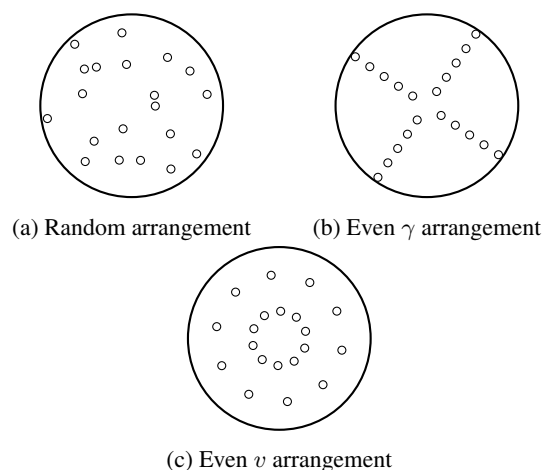 (a) Random arrangement
(b) Even γ arrangement
(c) Even v arrangement